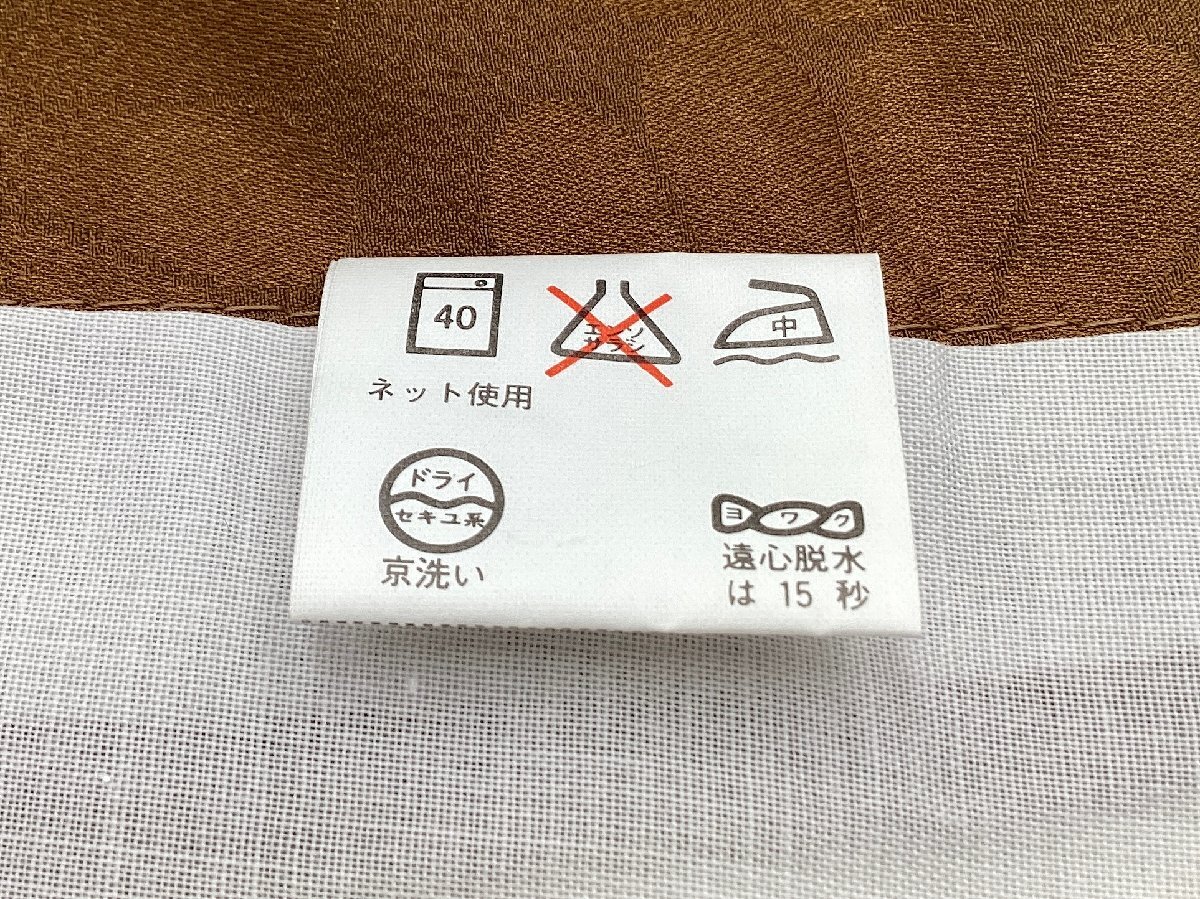 40
エンソ
サラシ
中
ネット使用
ドライ
セキユ系
京洗い
ヨワク
遠心脱水
は 15 秒